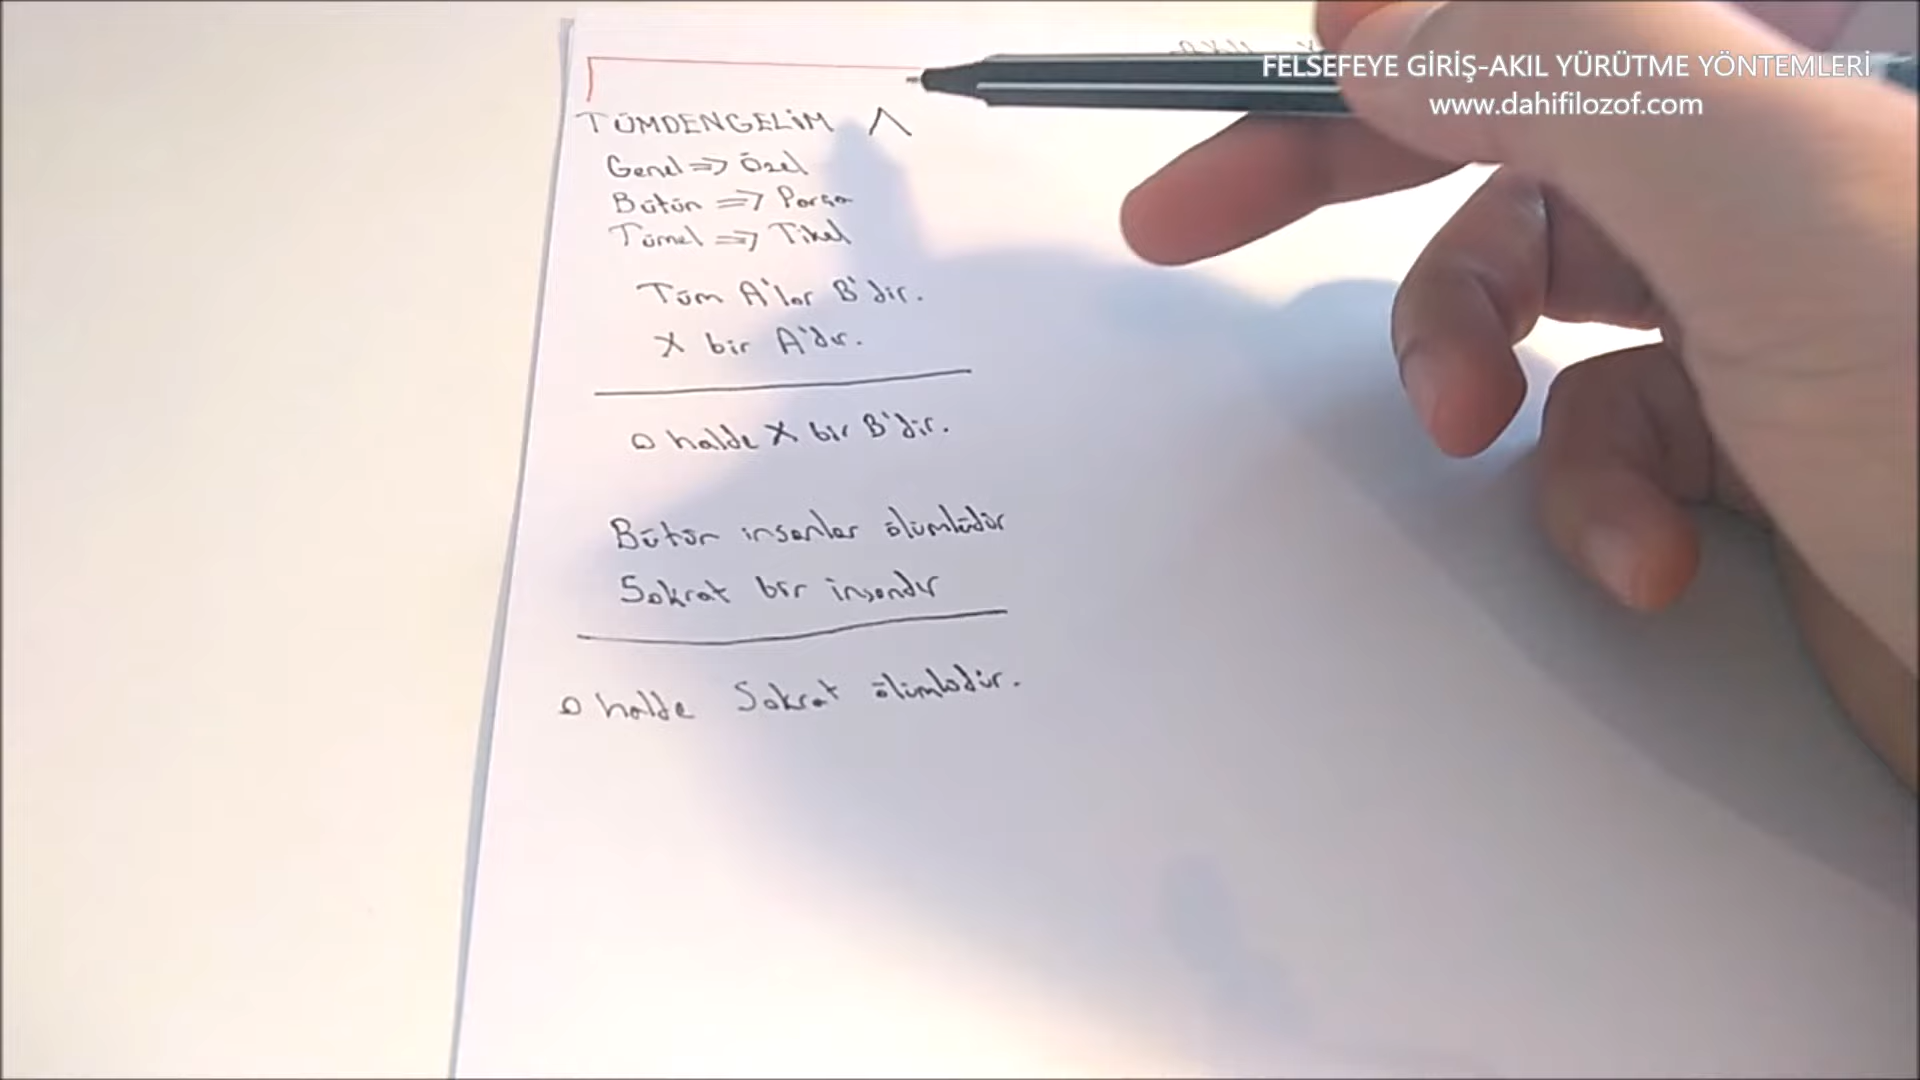 FELSEFEYE GİRİŞ-AKIL YÜRÜTME YÖNTEMLERİ
www.dahifilozof.com
TÜMDENGELİM
Genel => Özel
Bütün => Parça
Tümel => Tikel
Tüm A'lar B'dir.
X bir A'dır.
O halde X bir B'dir.
Bütün insanlar ölümlüdür
Sokrat bir insandır
O halde Sokrat ölümlüdür.